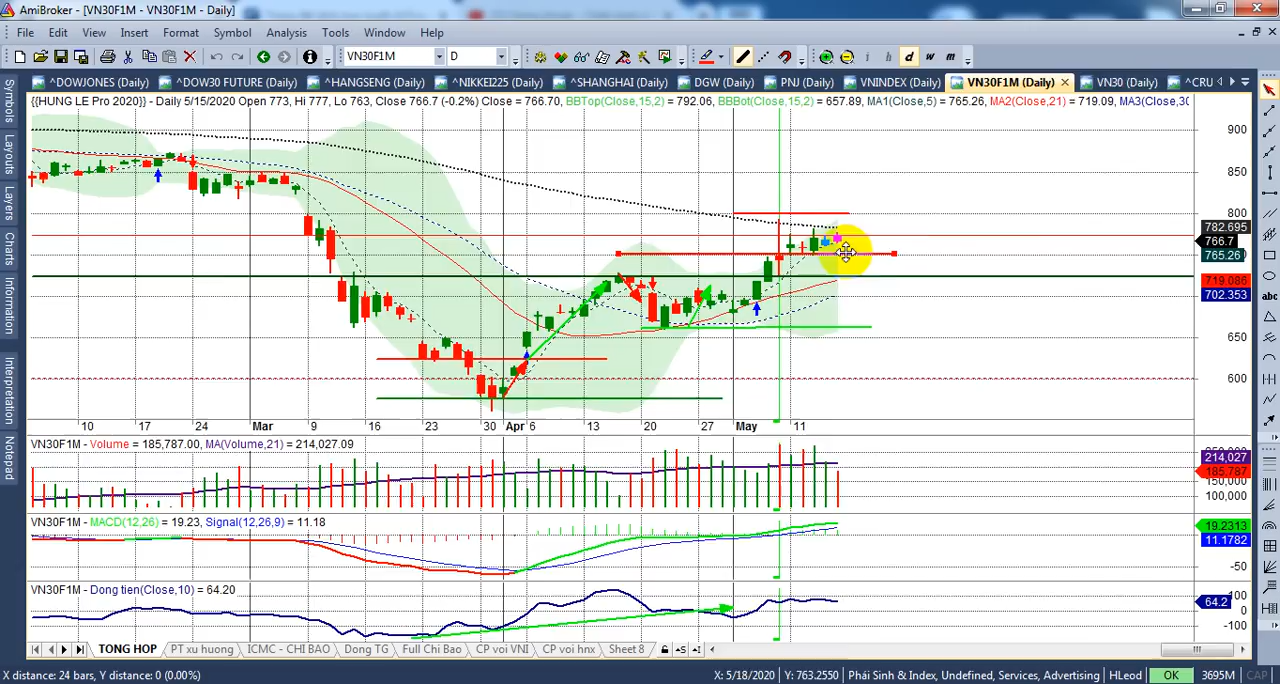 AmiBroker - [VN30F1M - VN30F1M - Daily]
File Edit View Insert Format Symbol Analysis Tools Window Help
VN30F1M D i h d w m
^DOWJONES (Daily) ^DOW30 FUTURE (Daily) ^HANGSENG (Daily) ^NIKKEI225 (Daily) ^SHANGHAI (Daily) DGW (Daily) PNJ (Daily) VNINDEX (Daily) VN30F1M (Daily) VN30 (Daily) ^CRU
{{HUNG LE Pro 2020}} - Daily 5/15/2020 Open 773, Hi 777, Lo 763, Close 766.7 (-0.2%) Close = 766.70, BBTop(Close,15,2) = 792.06, BBBot(Close,15,2) = 657.89, MA1(Close,5) = 765.26, MA2(Close,21) = 719.09, MA3(Close,30
Symbols
Layouts
Layers
Charts
Information
Interpretation
Notepad
900
850
800
782.695
766.7
765.26
719.086
702.353
650
600
10 17 24 Mar 9 16 23 30 Apr 6 13 20 27 May 11
VN30F1M - Volume = 185,787.00, MA(Volume,21) = 214,027.09
214,027
185,787
150,000
100,000
VN30F1M - MACD(12,26) = 19.23, Signal(12,26,9) = 11.18
19.2313
11.1782
-50
VN30F1M - Dong tien(Close,10) = 64.20
100
64.2
0
-100
TONG HOP PT xu huong ICMC - CHI BAO Dong TG Full Chi Bao CP voi VNI CP voi hnx Sheet 8
X distance: 24 bars, Y distance: 0 (0.00%) X: 5/18/2020 Y: 763.2550 Phái Sinh & Index, Undefined, Services, Advertising HLeod OK 3695M CAP
abc